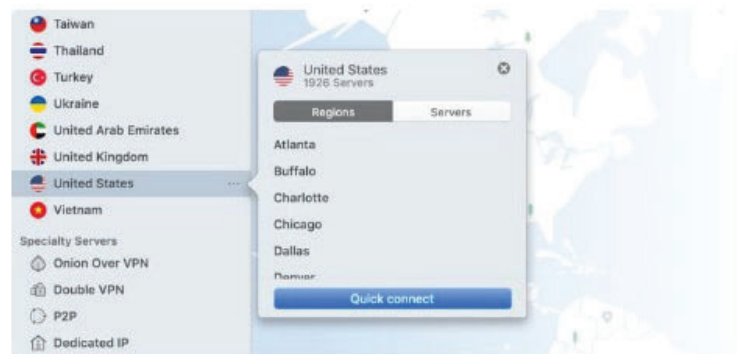 Taiwan
Thailand
Turkey
Ukraine
United Arab Emirates
United Kingdom
United States ...
Vietnam
Specialty Servers
Onion Over VPN
Double VPN
P2P
Dedicated IP
United States
1926 Servers
Regions Servers
Atlanta
Buffalo
Charlotte
Chicago
Dallas
Denver
Quick connect